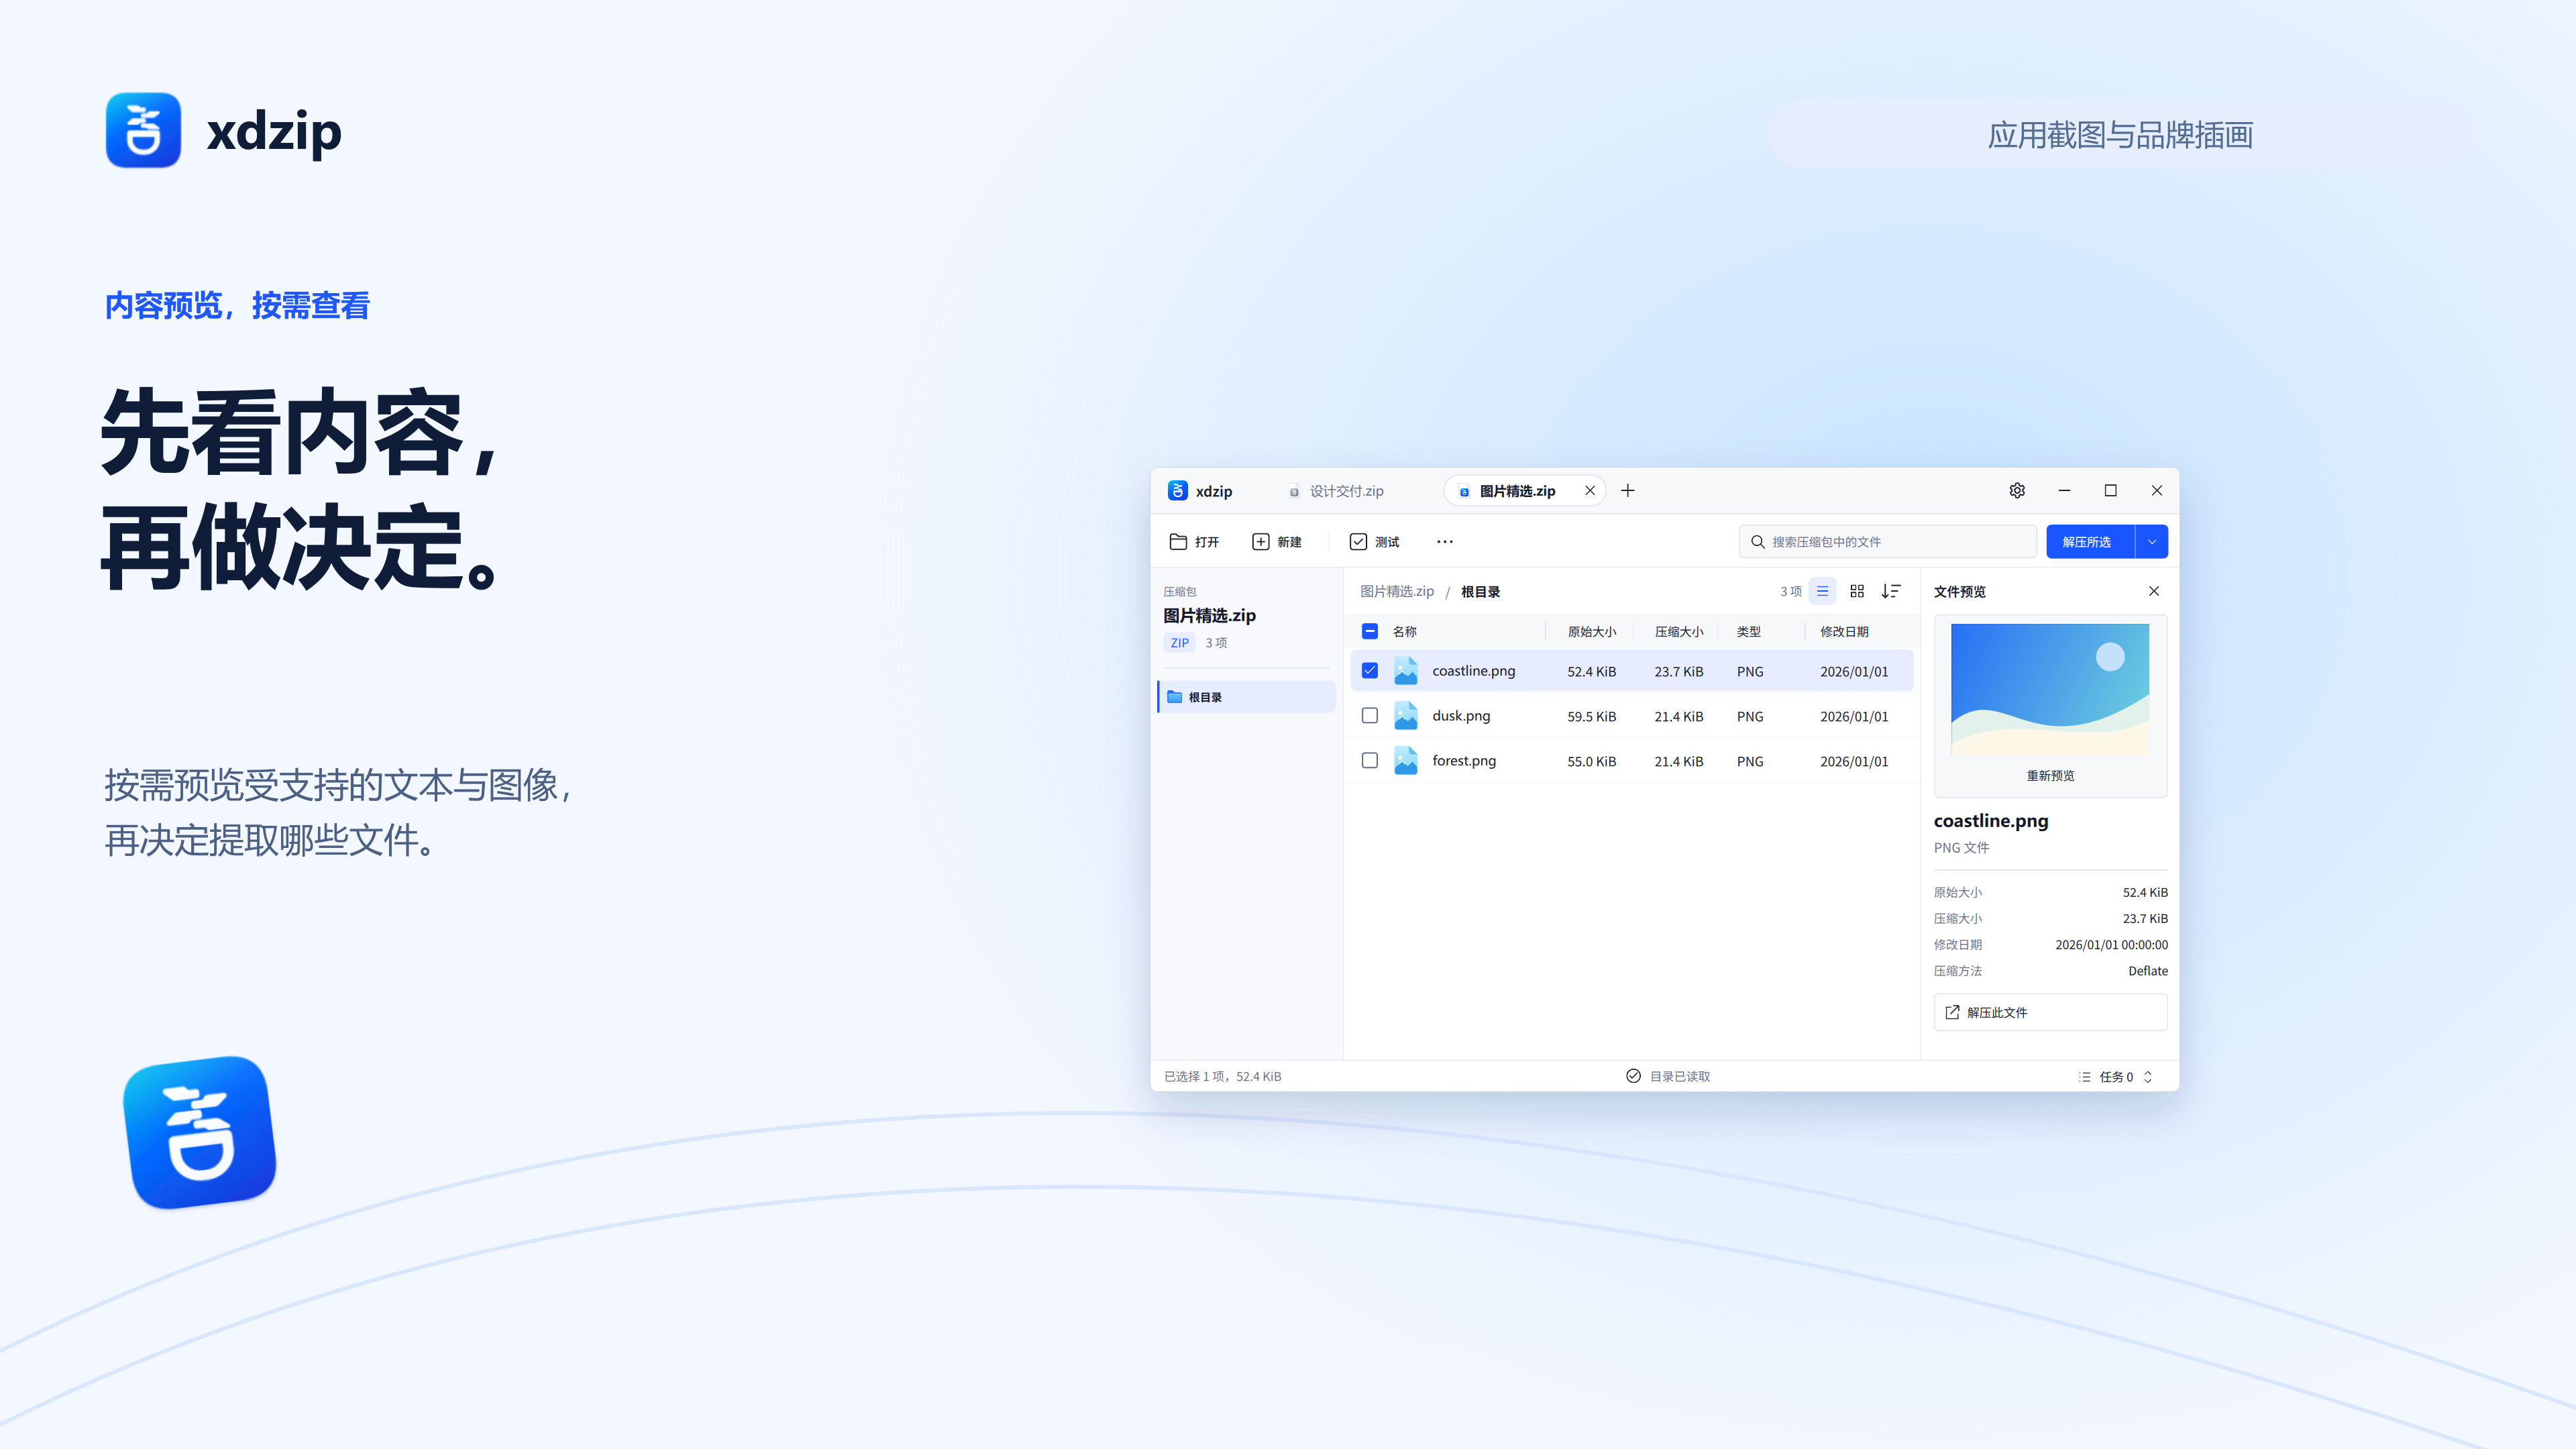 xdzip
应用截图与品牌插画
内容预览，按需查看
先看内容，
再做决定。
按需预览受支持的文本与图像，
再决定提取哪些文件。
xdzip
设计交付.zip
图片精选.zip
打开
新建
测试
搜索压缩包中的文件
解压所选
压缩包
图片精选.zip
ZIP 3 项
根目录
图片精选.zip / 根目录
3 项
名称 原始大小 压缩大小 类型 修改日期
coastline.png 52.4 KiB 23.7 KiB PNG 2026/01/01
dusk.png 59.5 KiB 21.4 KiB PNG 2026/01/01
forest.png 55.0 KiB 21.4 KiB PNG 2026/01/01
文件预览
重新预览
coastline.png
PNG 文件
原始大小 52.4 KiB
压缩大小 23.7 KiB
修改日期 2026/01/01 00:00:00
压缩方法 Deflate
解压此文件
已选择 1 项，52.4 KiB
目录已读取
任务 0